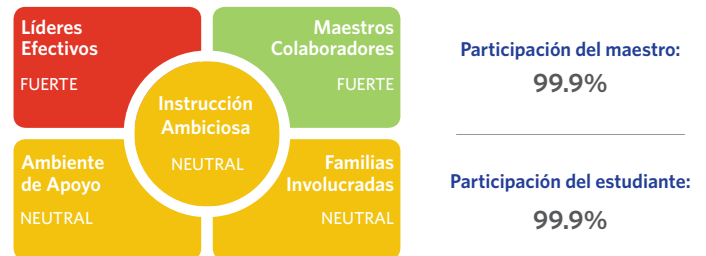 Líderes
Efectivos
FUERTE
Maestros
Colaboradores
FUERTE
Instrucción
Ambiciosa
NEUTRAL
Ambiente
de Apoyo
NEUTRAL
Familias
Involucradas
NEUTRAL
Participación del maestro:
99.9%
Participación del estudiante:
99.9%